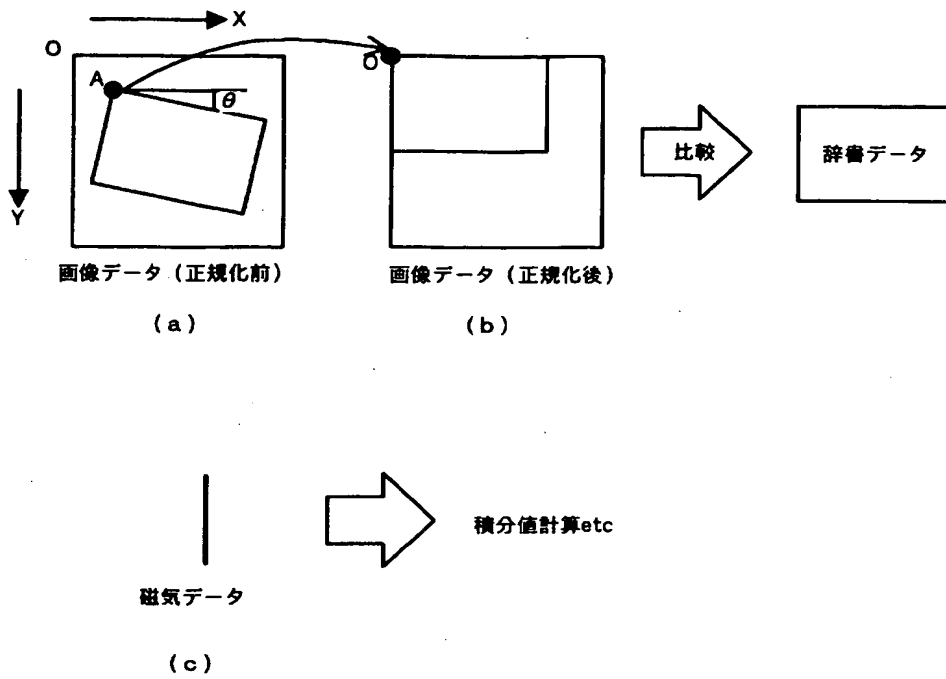 X
O
A
θ
Y
O
比較
辞書データ
画像データ（正規化前）
画像データ（正規化後）
(a)
(b)
積分値計算etc
磁気データ
(c)